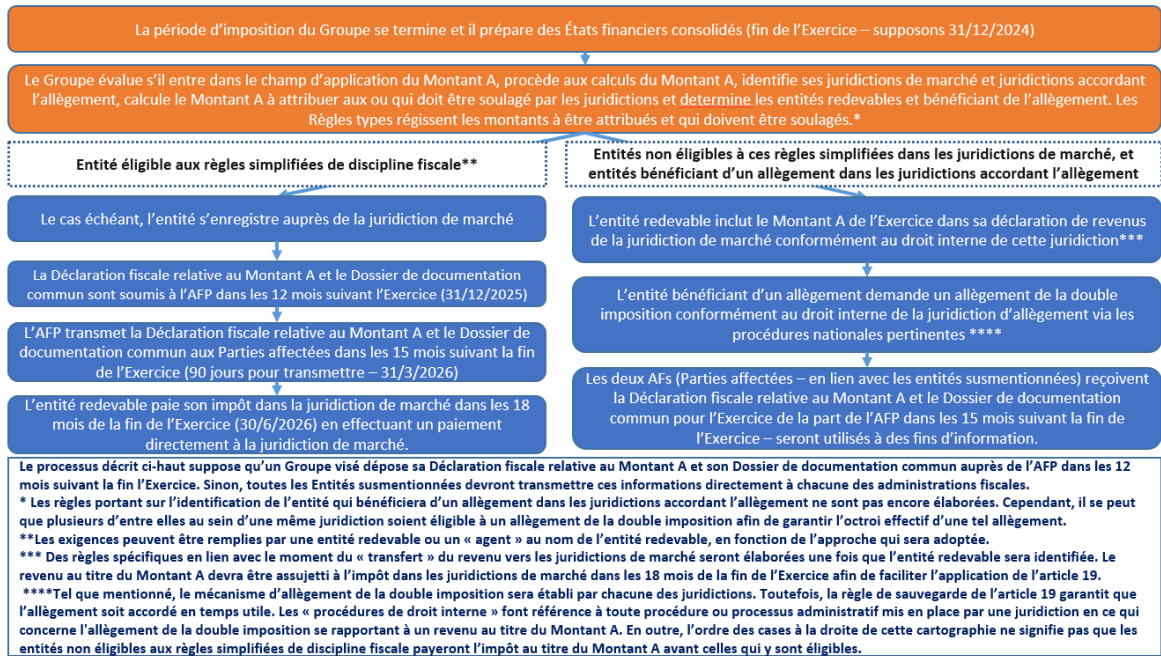 La période d'imposition du Groupe se termine et il prépare des États financiers consolidés (fin de l'Exercice – supposons 31/12/2024)
Le Groupe évalue s'il entre dans le champ d'application du Montant A, procède aux calculs du Montant A, identifie ses juridictions de marché et juridictions accordant
l'allègement, calcule le Montant A à attribuer aux ou qui doit être soulagé par les juridictions et determine les entités redevables et bénéficiant de l'allègement. Les
Règles types régissent les montants à être attribués et qui doivent être soulagés.*
Entité éligible aux règles simplifiées de discipline fiscale**
Le cas échéant, l'entité s'enregistre auprès de la juridiction de marché
La Déclaration fiscale relative au Montant A et le Dossier de documentation
commun sont soumis à l'AFP dans les 12 mois suivant l'Exercice (31/12/2025)
L'AFP transmet la Déclaration fiscale relative au Montant A et le Dossier de
documentation commun aux Parties affectées dans les 15 mois suivant la fin
de l'Exercice (90 jours pour transmettre – 31/3/2026)
L'entité redevable paie son impôt dans la juridiction de marché dans les 18
mois de la fin de l'Exercice (30/6/2026) en effectuant un paiement
directement à la juridiction de marché.
Entités non éligibles à ces règles simplifiées dans les juridictions de marché, et
entités bénéficiant d'un allègement dans les juridictions accordant l'allègement
L'entité redevable inclut le Montant A de l'Exercice dans sa déclaration de revenus
de la juridiction de marché conformément au droit interne de cette juridiction***
L'entité bénéficiant d'un allègement demande un allègement de la double
imposition conformément au droit interne de la juridiction d'allègement via les
procédures nationales pertinentes ****
Les deux AFs (Parties affectées – en lien avec les entités susmentionnées) reçoivent
la Déclaration fiscale relative au Montant A et le Dossier de documentation
commun pour l'Exercice de la part de l'AFP dans les 15 mois suivant la fin de
l'Exercice – seront utilisés à des fins d'information.
Le processus décrit ci-haut suppose qu'un Groupe visé dépose sa Déclaration fiscale relative au Montant A et son Dossier de documentation commun auprès de l'AFP dans les 12
mois suivant la fin l'Exercice. Sinon, toutes les Entités susmentionnées devront transmettre ces informations directement à chacune des administrations fiscales.
* Les règles portant sur l'identification de l'entité qui bénéficiera d'un allègement dans les juridictions accordant l'allègement ne sont pas encore élaborées. Cependant, il se peut
que plusieurs d'entre elles au sein d'une même juridiction soient éligible à un allègement de la double imposition afin de garantir l'octroi effectif d'une tel allègement.
**Les exigences peuvent être remplies par une entité redevable ou un « agent » au nom de l'entité redevable, en fonction de l'approche qui sera adoptée.
*** Des règles spécifiques en lien avec le moment du « transfert » du revenu vers les juridictions de marché seront élaborées une fois que l'entité redevable sera identifiée. Le
revenu au titre du Montant A devra être assujetti à l'impôt dans les juridictions de marché dans les 18 mois de la fin de l'Exercice afin de faciliter l'application de l'article 19.
****Tel que mentionné, le mécanisme d'allègement de la double imposition sera établi par chacune des juridictions. Toutefois, la règle de sauvegarde de l'article 19 garantit que
l'allègement soit accordé en temps utile. Les « procédures de droit interne » font référence à toute procédure ou processus administratif mis en place par une juridiction en ce qui
concerne l'allègement de la double imposition se rapportant à un revenu au titre du Montant A. En outre, l'ordre des cases à la droite de cette cartographie ne signifie pas que les
entités non éligibles aux règles simplifiées de discipline fiscale payeront l'impôt au titre du Montant A avant celles qui y sont éligibles.